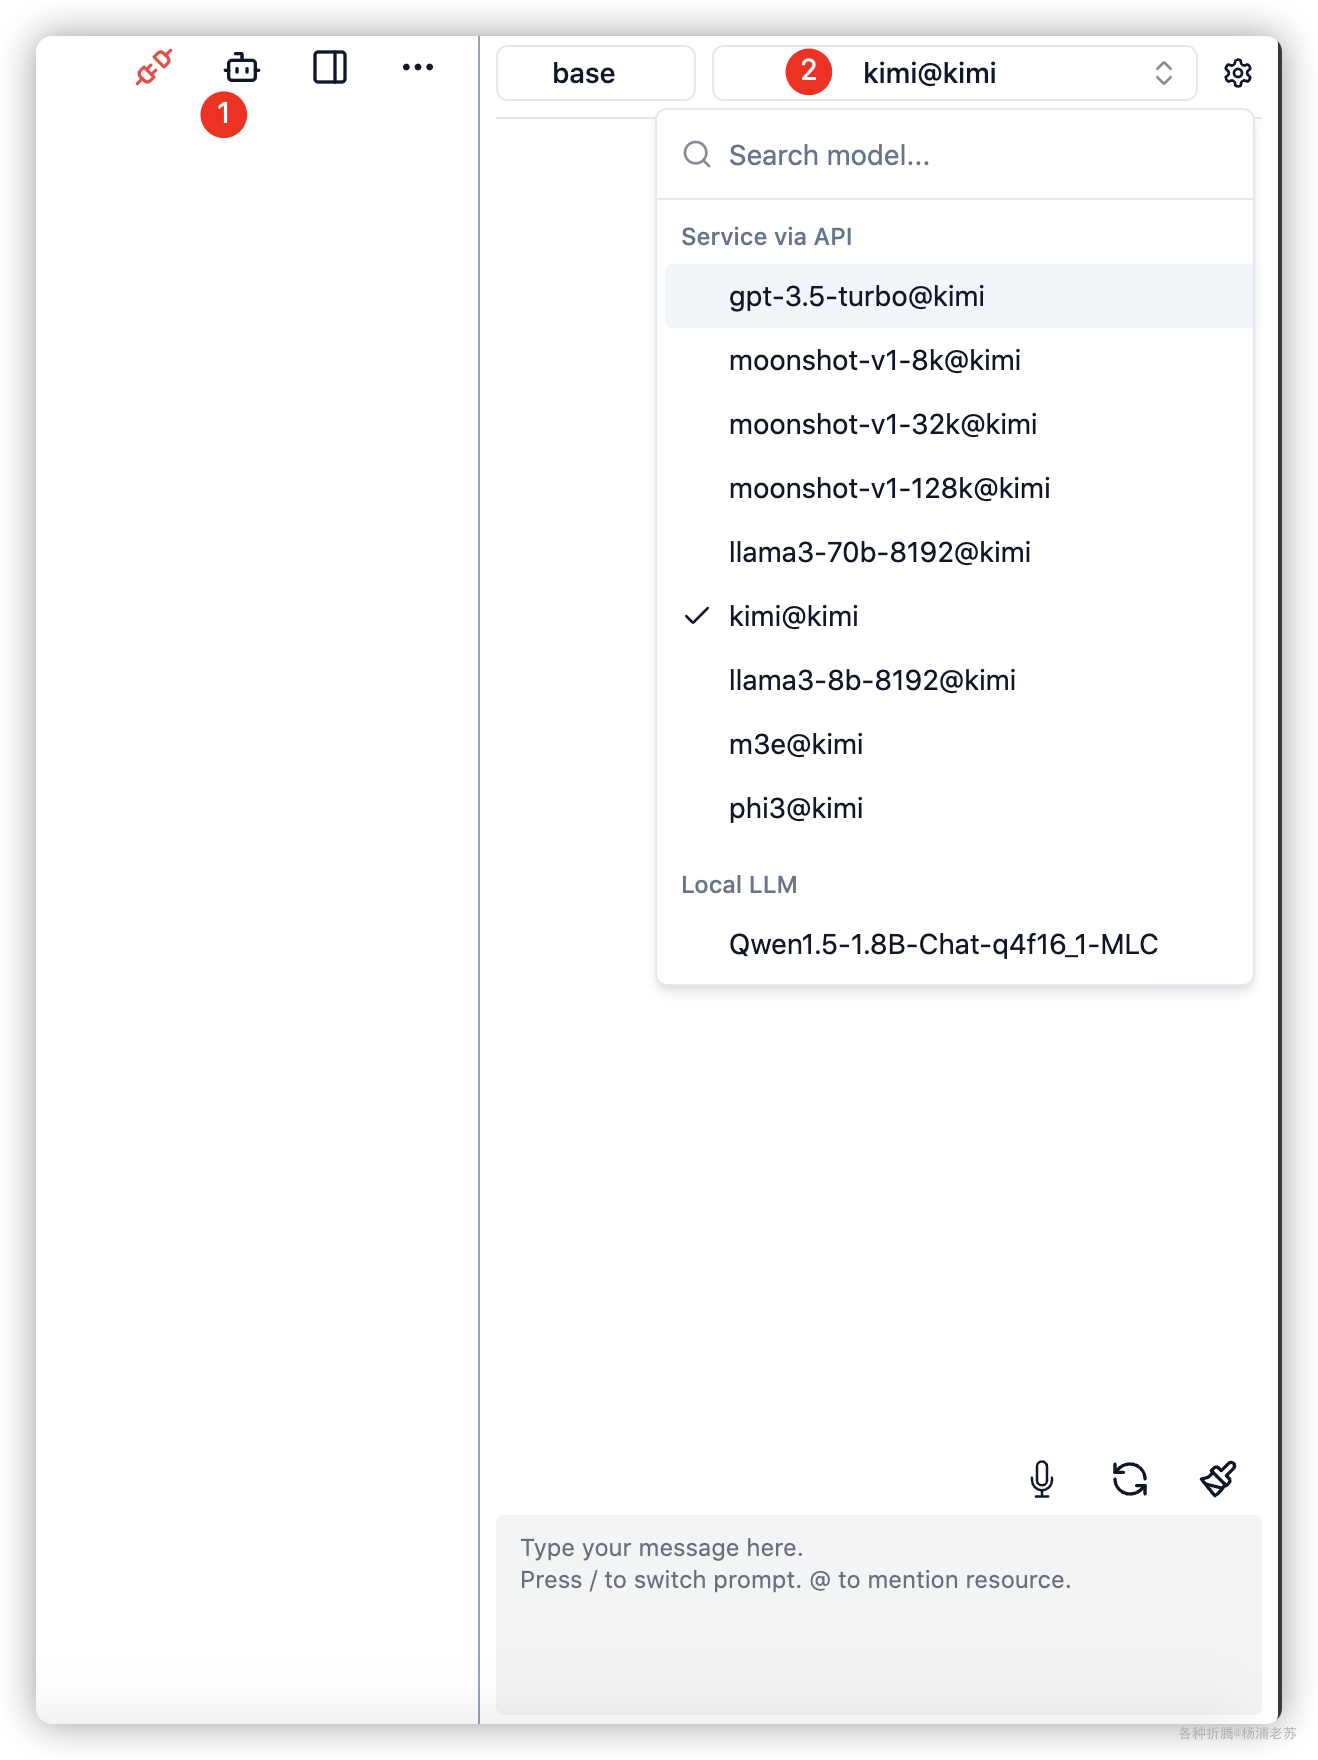 1
base
2
kimi@kimi
Search model...
Service via API
gpt-3.5-turbo@kimi
moonshot-v1-8k@kimi
moonshot-v1-32k@kimi
moonshot-v1-128k@kimi
llama3-70b-8192@kimi
kimi@kimi
llama3-8b-8192@kimi
m3e@kimi
phi3@kimi
Local LLM
Qwen1.5-1.8B-Chat-q4f16_1-MLC
Type your message here.
Press / to switch prompt. @ to mention resource.
各种折腾@杨浦老苏